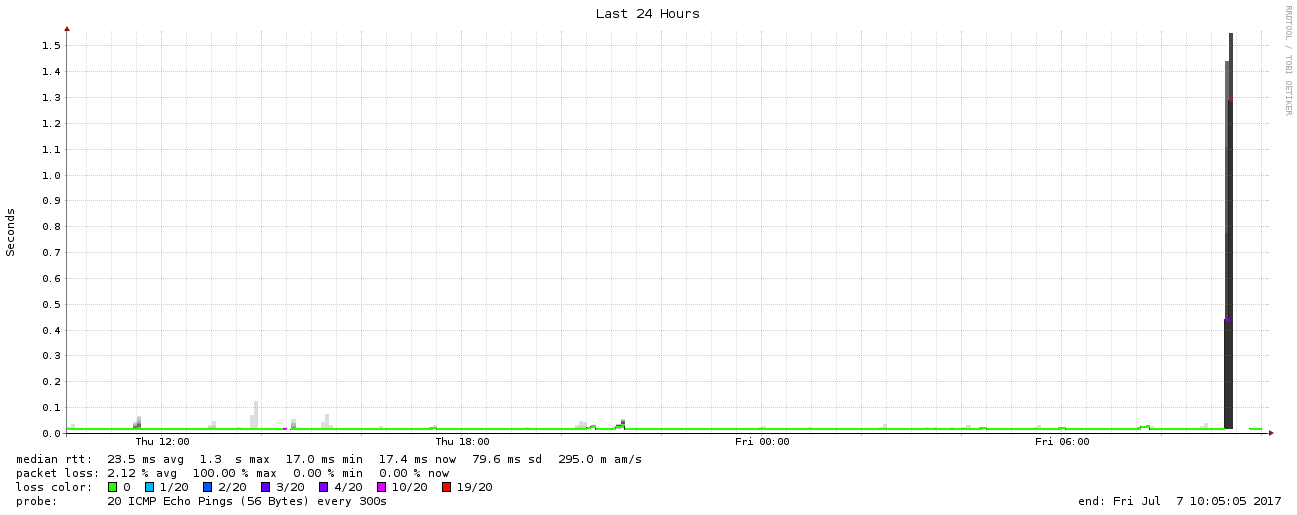 Last 24 Hours
RRDTOOL / TOBI OETIKER
Seconds
1.5
1.4
1.3
1.2
1.1
1.0
0.9
0.8
0.7
0.6
0.5
0.4
0.3
0.2
0.1
0.0
Thu 12:00 Thu 18:00 Fri 00:00 Fri 06:00
median rtt: 23.5 ms avg 1.3 s max 17.0 ms min 17.4 ms now 79.6 ms sd 295.0 m am/s
packet loss: 2.12 % avg 100.00 % max 0.00 % min 0.00 % now
loss color: 0 1/20 2/20 3/20 4/20 10/20 19/20
probe: 20 ICMP Echo Pings (56 Bytes) every 300s end: Fri Jul 7 10:05:05 2017